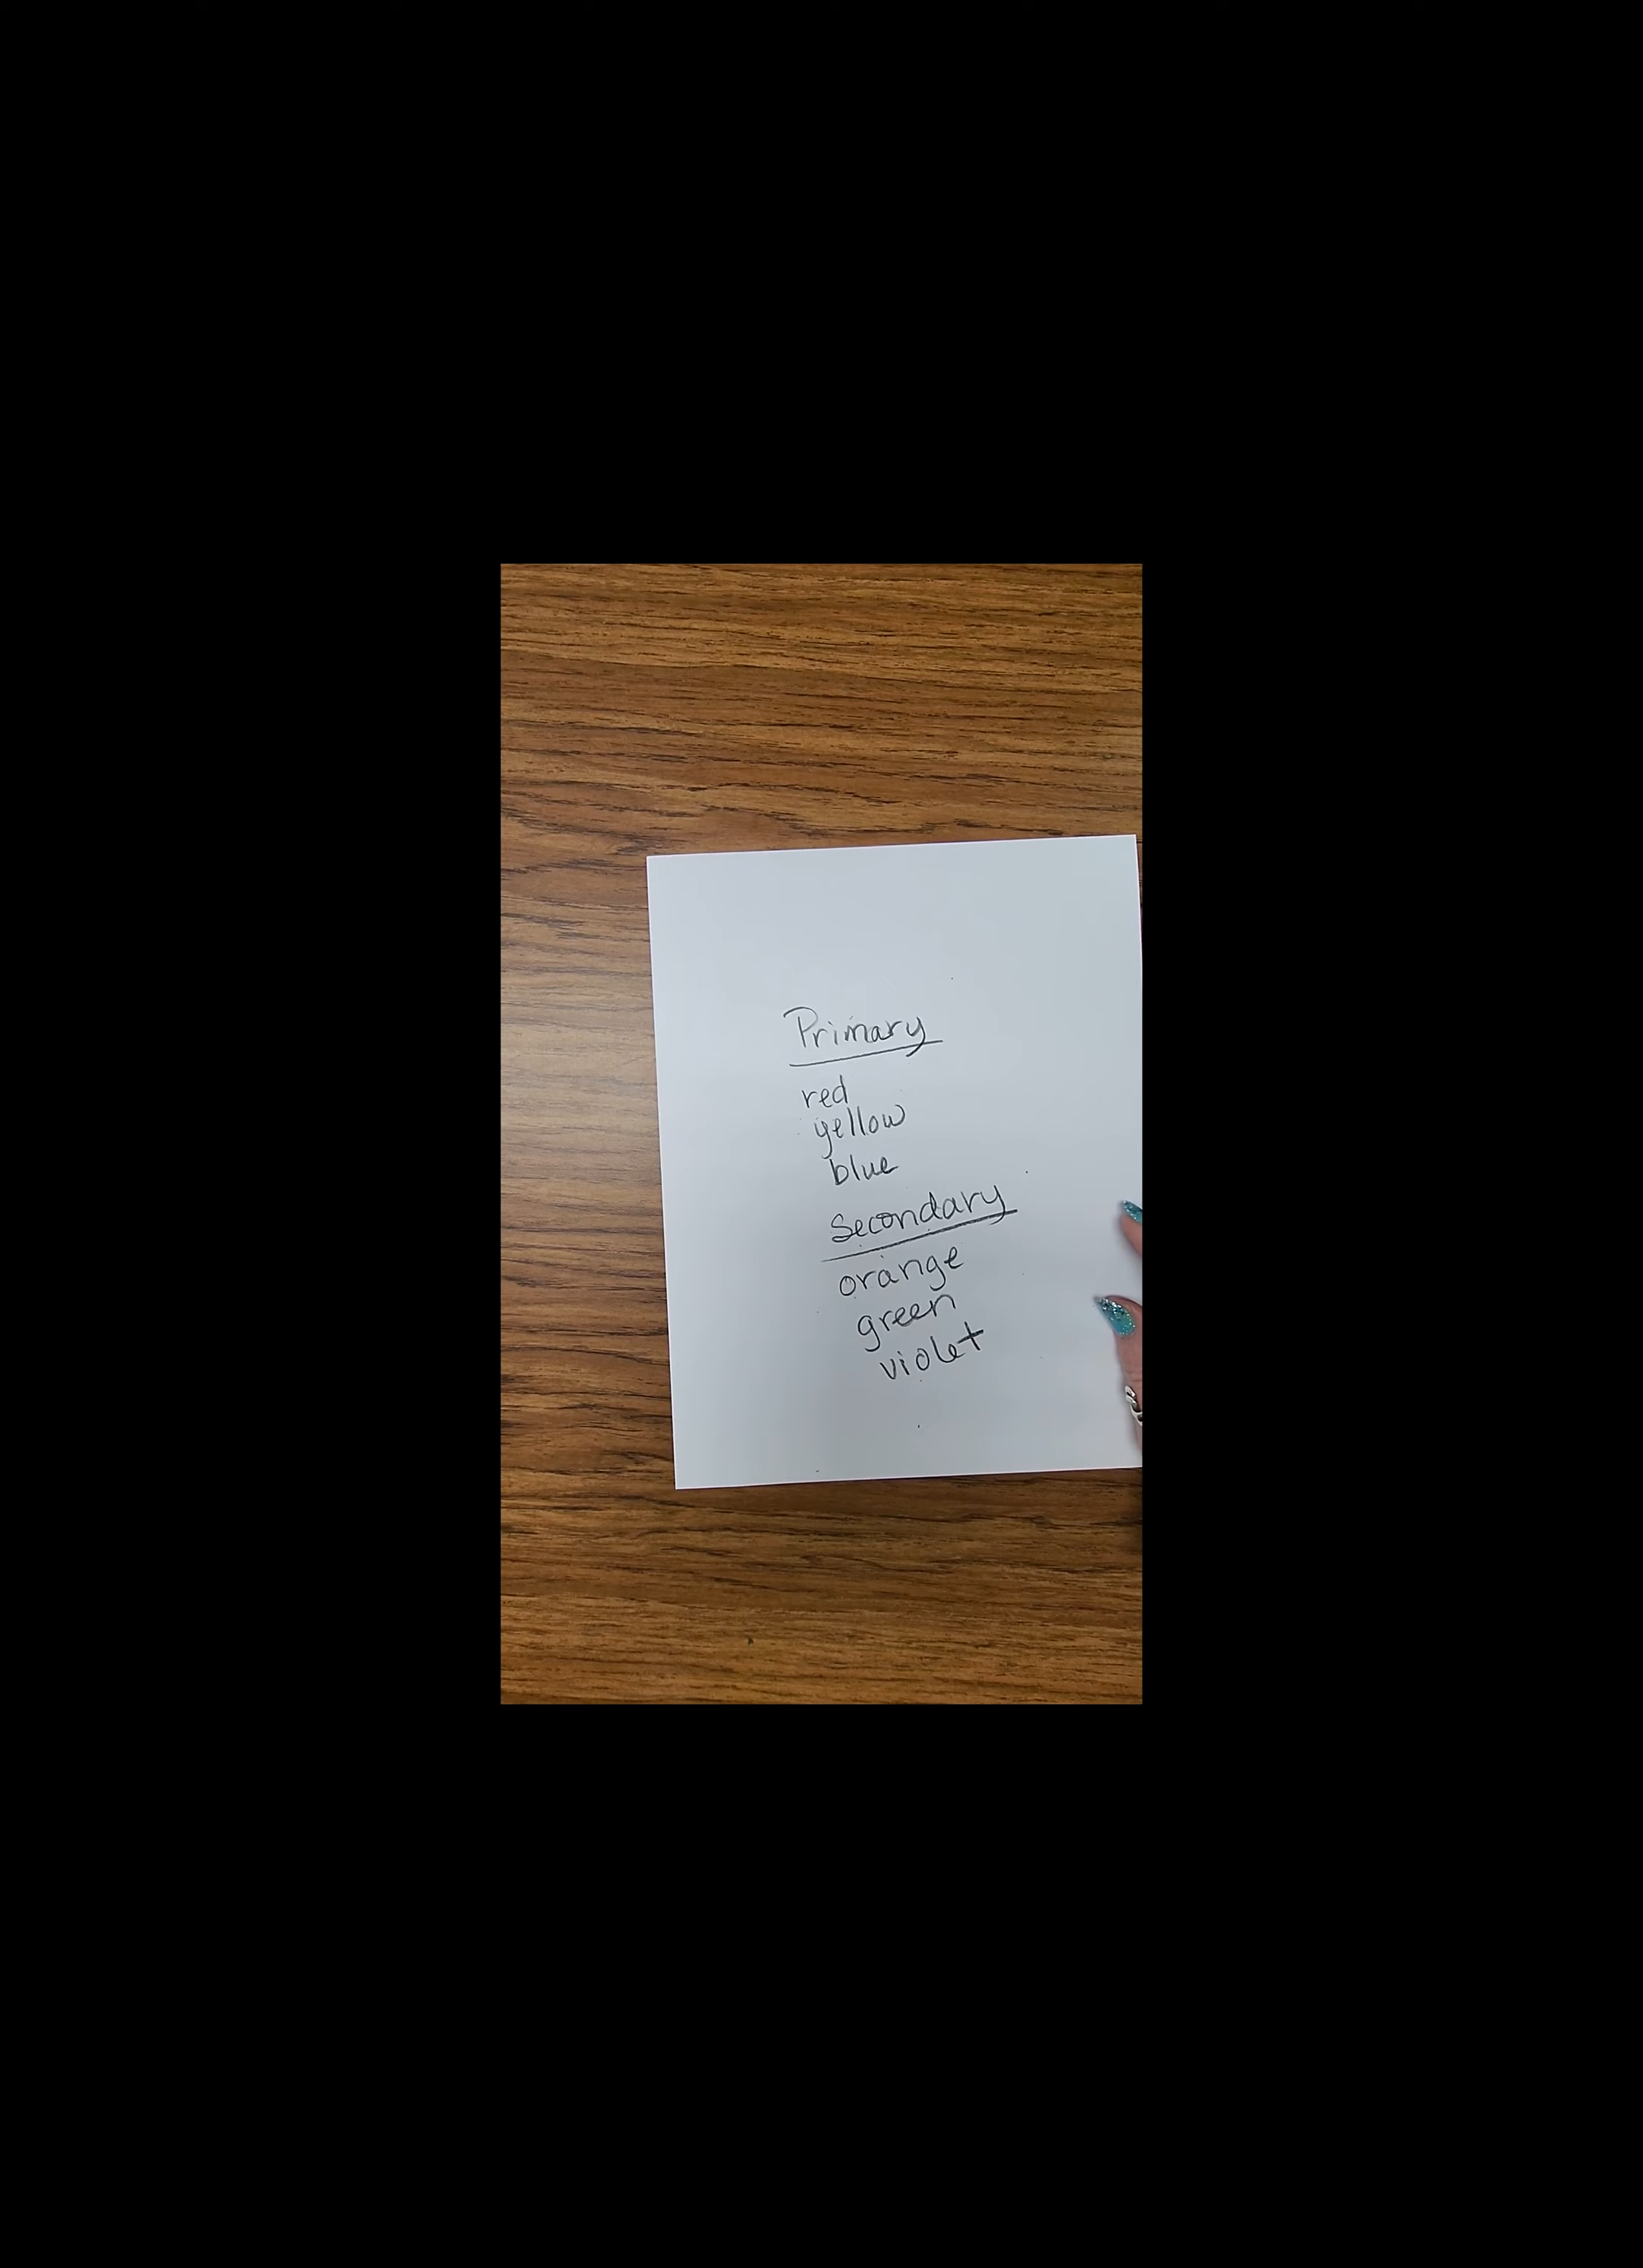 Primary
red
yellow
blue
Secondary
orange
green
violet